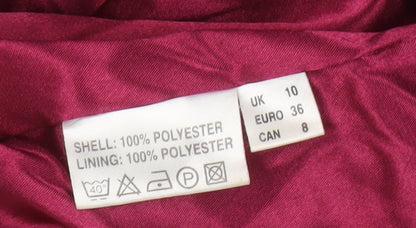 SHELL: 100% POLYESTER
LINING: 100% POLYESTER
40°
P
UK 10
EURO 36
CAN 8